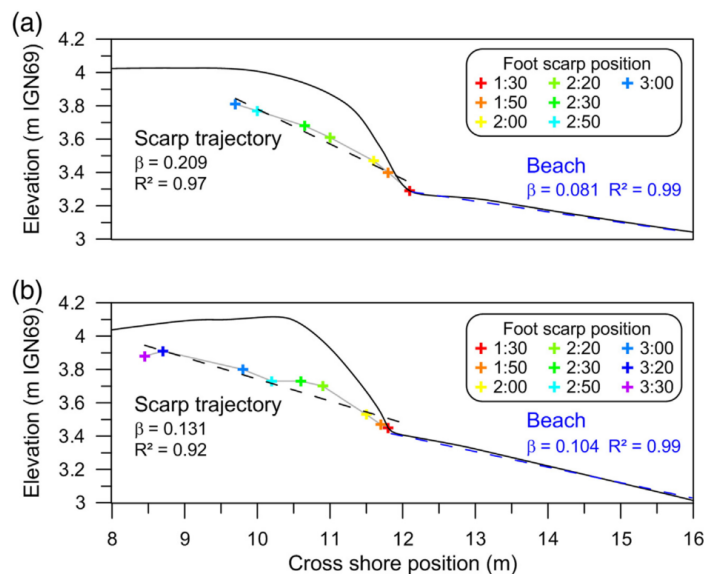 (a)
4.2
4
3.8
3.6
3.4
3.2
3
Elevation (m IGN69)
Foot scarp position
1:30 2:20 3:00
1:50 2:30
2:00 2:50
Scarp trajectory
β = 0.209
R² = 0.97
Beach
β = 0.081 R² = 0.99
(b)
4.2
4
3.8
3.6
3.4
3.2
3
Elevation (m IGN69)
Foot scarp position
1:30 2:20 3:00
1:50 2:30 3:20
2:00 2:50 3:30
Scarp trajectory
β = 0.131
R² = 0.92
Beach
β = 0.104 R² = 0.99
8 9 10 11 12 13 14 15 16
Cross shore position (m)